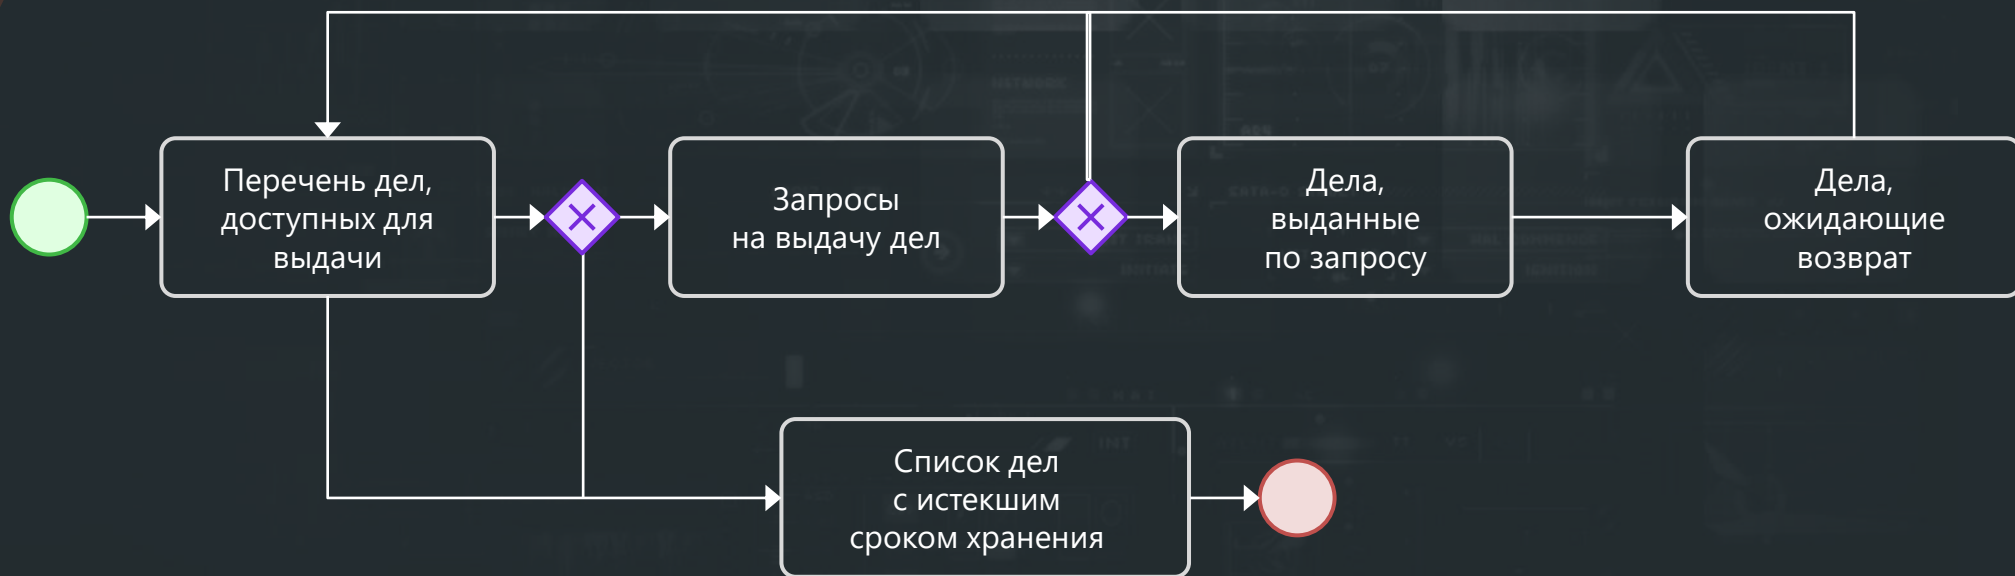 Перечень дел,
доступных для
выдачи
Запросы
на выдачу дел
Дела,
выданные
по запросу
Дела,
ожидающие
возврат
Список дел
с истекшим
сроком хранения